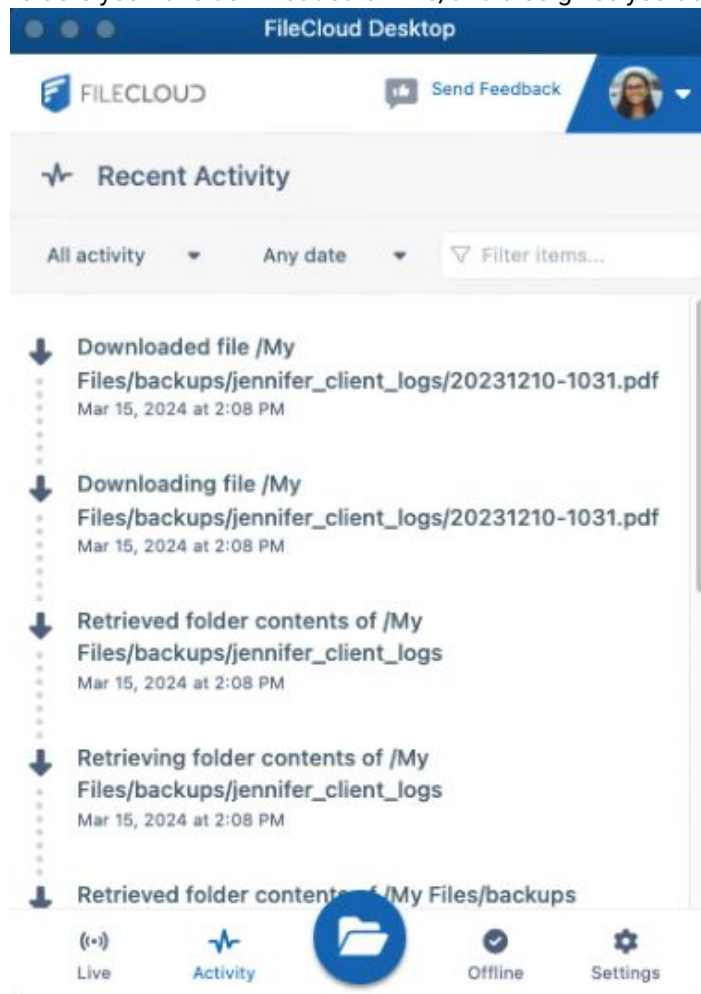 FileCloud Desktop
FILECLOUD
Send Feedback
Recent Activity
All activity
Any date
Filter items...
Downloaded file /My
Files/backups/jennifer_client_logs/20231210-1031.pdf
Mar 15, 2024 at 2:08 PM
Downloading file /My
Files/backups/jennifer_client_logs/20231210-1031.pdf
Mar 15, 2024 at 2:08 PM
Retrieved folder contents of /My
Files/backups/jennifer_client_logs
Mar 15, 2024 at 2:08 PM
Retrieving folder contents of /My
Files/backups/jennifer_client_logs
Mar 15, 2024 at 2:08 PM
Retrieved folder contents of /My Files/backups
Live
Activity
Offline
Settings